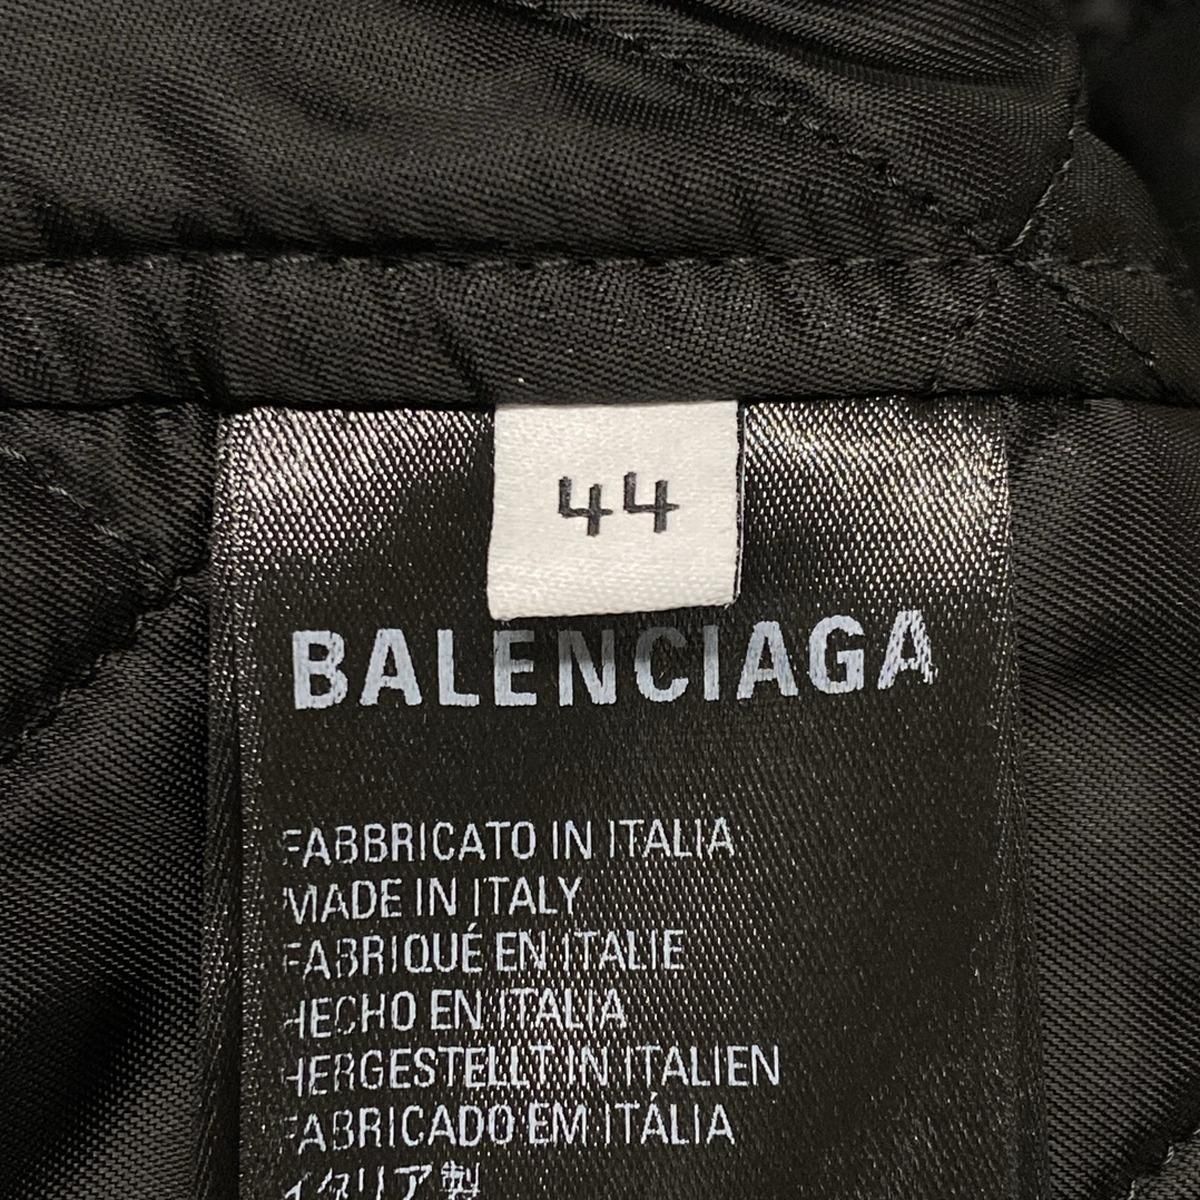 44
BALENCIAGA
FABBRICATO IN ITALIA
MADE IN ITALY
FABRIQUÉ EN ITALIE
HECHO EN ITALIA
HERGESTELLT IN ITALIEN
FABRICADO EM ITÁLIA
イタリア製